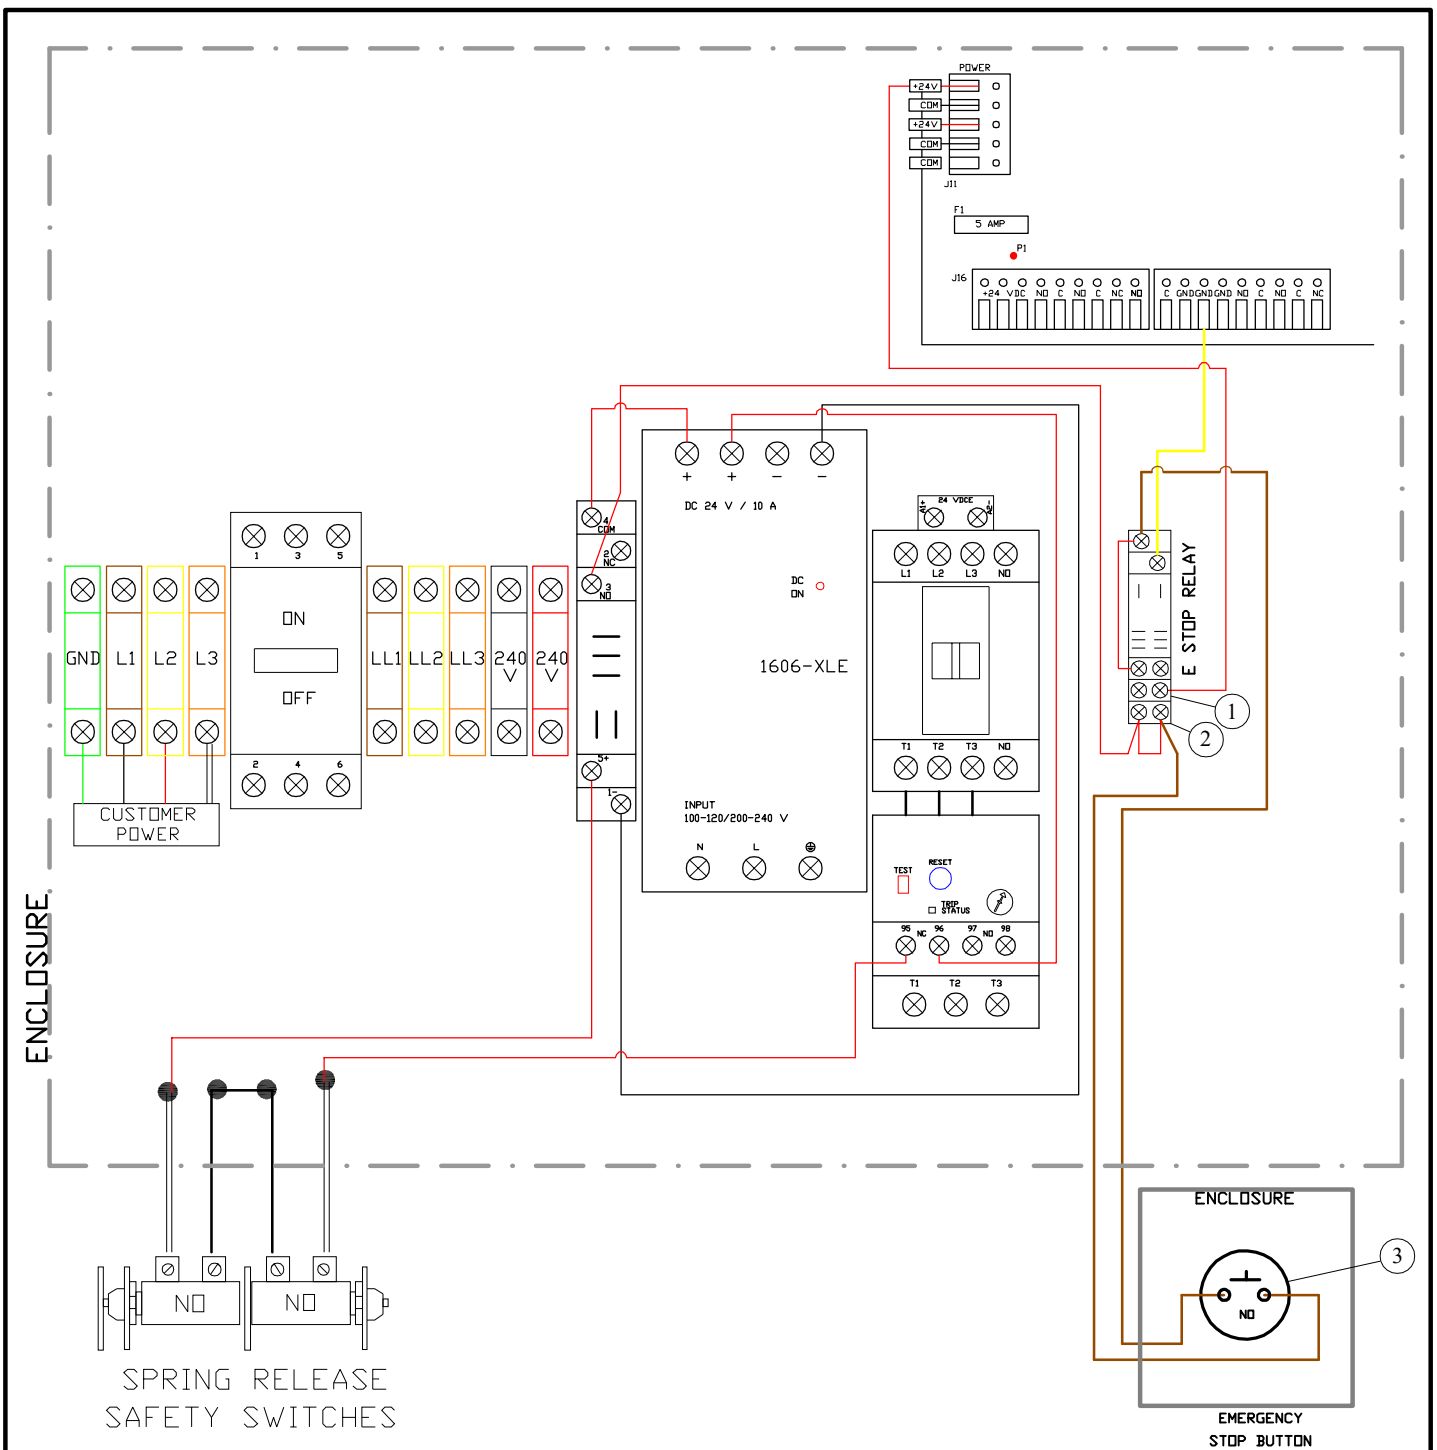 POWER
+24V
COM
+24V
COM
COM
J11
F1
5 AMP
P1
J16
+24 VDC NO C NO C NC NO
C GND GND GND NO C NO C NC
+ + - -
DC 24 V / 10 A
DC
ON
1606-XLE
INPUT
100-120/200-240 V
N L
4
COM
2
NC
3
NO
5+
1-
24 VDCE
A1+ A2-
L1 L2 L3 NO
T1 T2 T3 NO
TEST RESET
TRIP
STATUS
95 NC 96 97 NO 98
T1 T2 T3
E STOP RELAY
1
2
1 3 5
ON
OFF
2 4 6
GND L1 L2 L3
LL1 LL2 LL3 240 V 240 V
CUSTOMER
POWER
ENCLOSURE
NO NO
SPRING RELEASE
SAFETY SWITCHES
ENCLOSURE
3
NO
EMERGENCY
STOP BUTTON